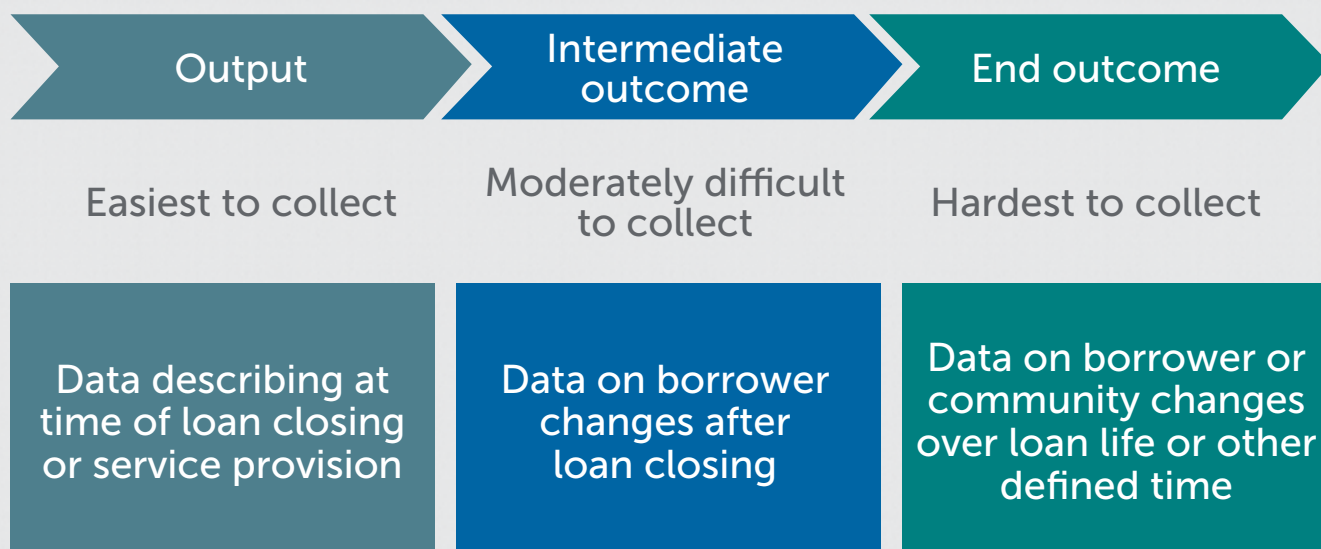 Output
Intermediate
outcome
End outcome
Easiest to collect
Moderately difficult
to collect
Hardest to collect
Data describing at
time of loan closing
or service provision
Data on borrower
changes after
loan closing
Data on borrower or
community changes
over loan life or other
defined time